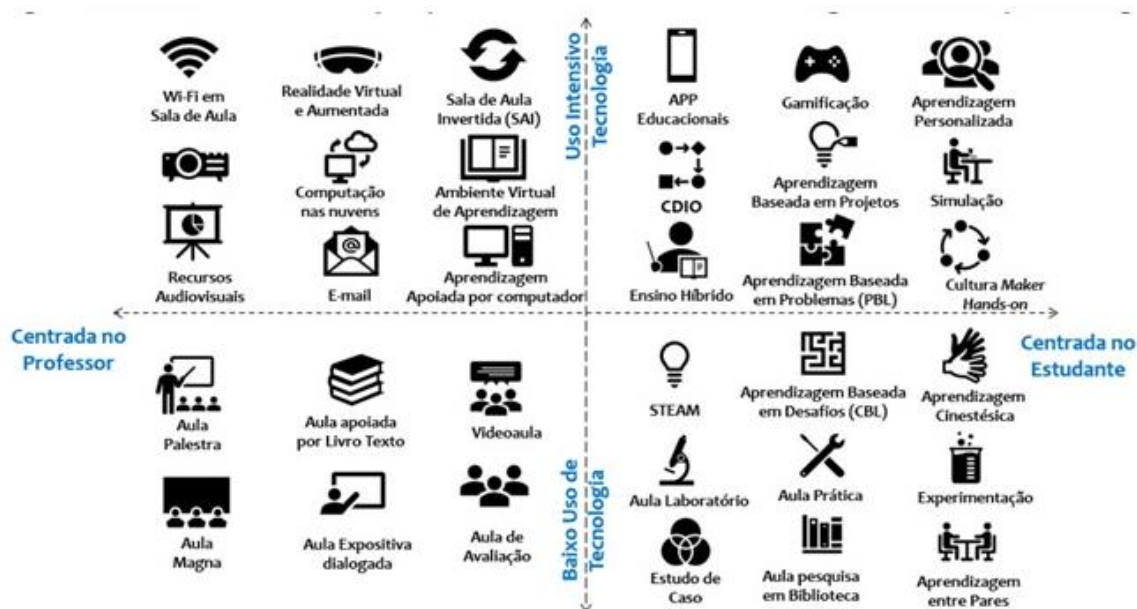 Uso Intensivo
Tecnologia
Wi-Fi em
Sala de Aula
Realidade Virtual
e Aumentada
Sala de Aula
Invertida (SAI)
Recursos
Audiovisuais
Computação
nas nuvens
Ambiente Virtual
de Aprendizagem
@
E-mail
Aprendizagem
Apoiada por computador
APP
Educacionais
Gamificação
Aprendizagem
Personalizada
CDIO
Aprendizagem
Baseada em Projetos
Simulação
Ensino Híbrido
Aprendizagem Baseada
em Problemas (PBL)
Cultura Maker
Hands-on
Centrada no
Professor
Centrada no
Estudante
Aula
Palestra
Aula apoiada
por Livro Texto
Videoaula
Aula
Magna
Aula Expositiva
dialogada
Aula de
Avaliação
Baixo Uso de
Tecnologia
STEAM
Aprendizagem Baseada
em Desafios (CBL)
Aprendizagem
Cinestésica
Aula Laboratório
Aula Prática
Experimentação
Estudo de
Caso
Aula pesquisa
em Biblioteca
Aprendizagem
entre Pares